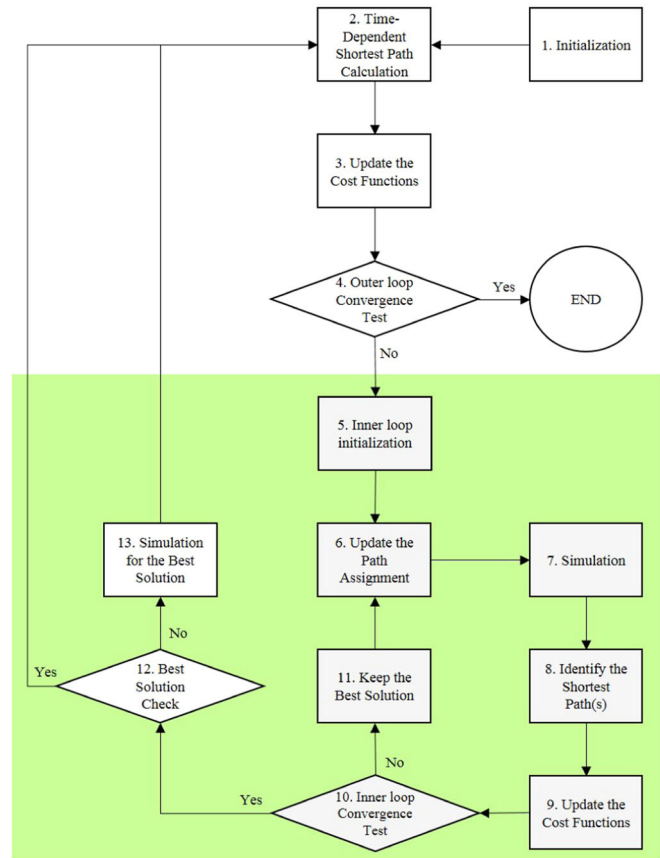 2. Time-
Dependent
Shortest Path
Calculation
1. Initialization
3. Update the
Cost Functions
4. Outer loop
Convergence
Test
Yes
END
No
5. Inner loop
initialization
6. Update the
Path
Assignment
7. Simulation
13. Simulation
for the Best
Solution
No
8. Identify the
Shortest
Path(s)
11. Keep the
Best Solution
12. Best
Solution
Check
Yes
No
9. Update the
Cost Functions
10. Inner loop
Convergence
Test
Yes